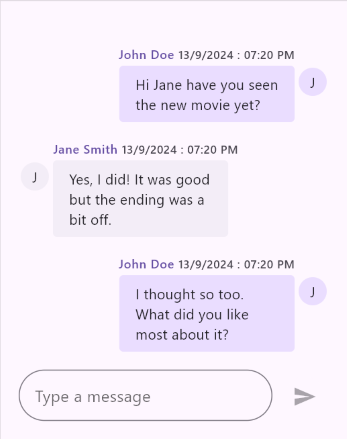 John Doe 13/9/2024 : 07:20 PM
Hi Jane have you seen
the new movie yet?
J
Jane Smith 13/9/2024 : 07:20 PM
J
Yes, I did! It was good
but the ending was a
bit off.
John Doe 13/9/2024 : 07:20 PM
I thought so too.
What did you like
most about it?
J
Type a message